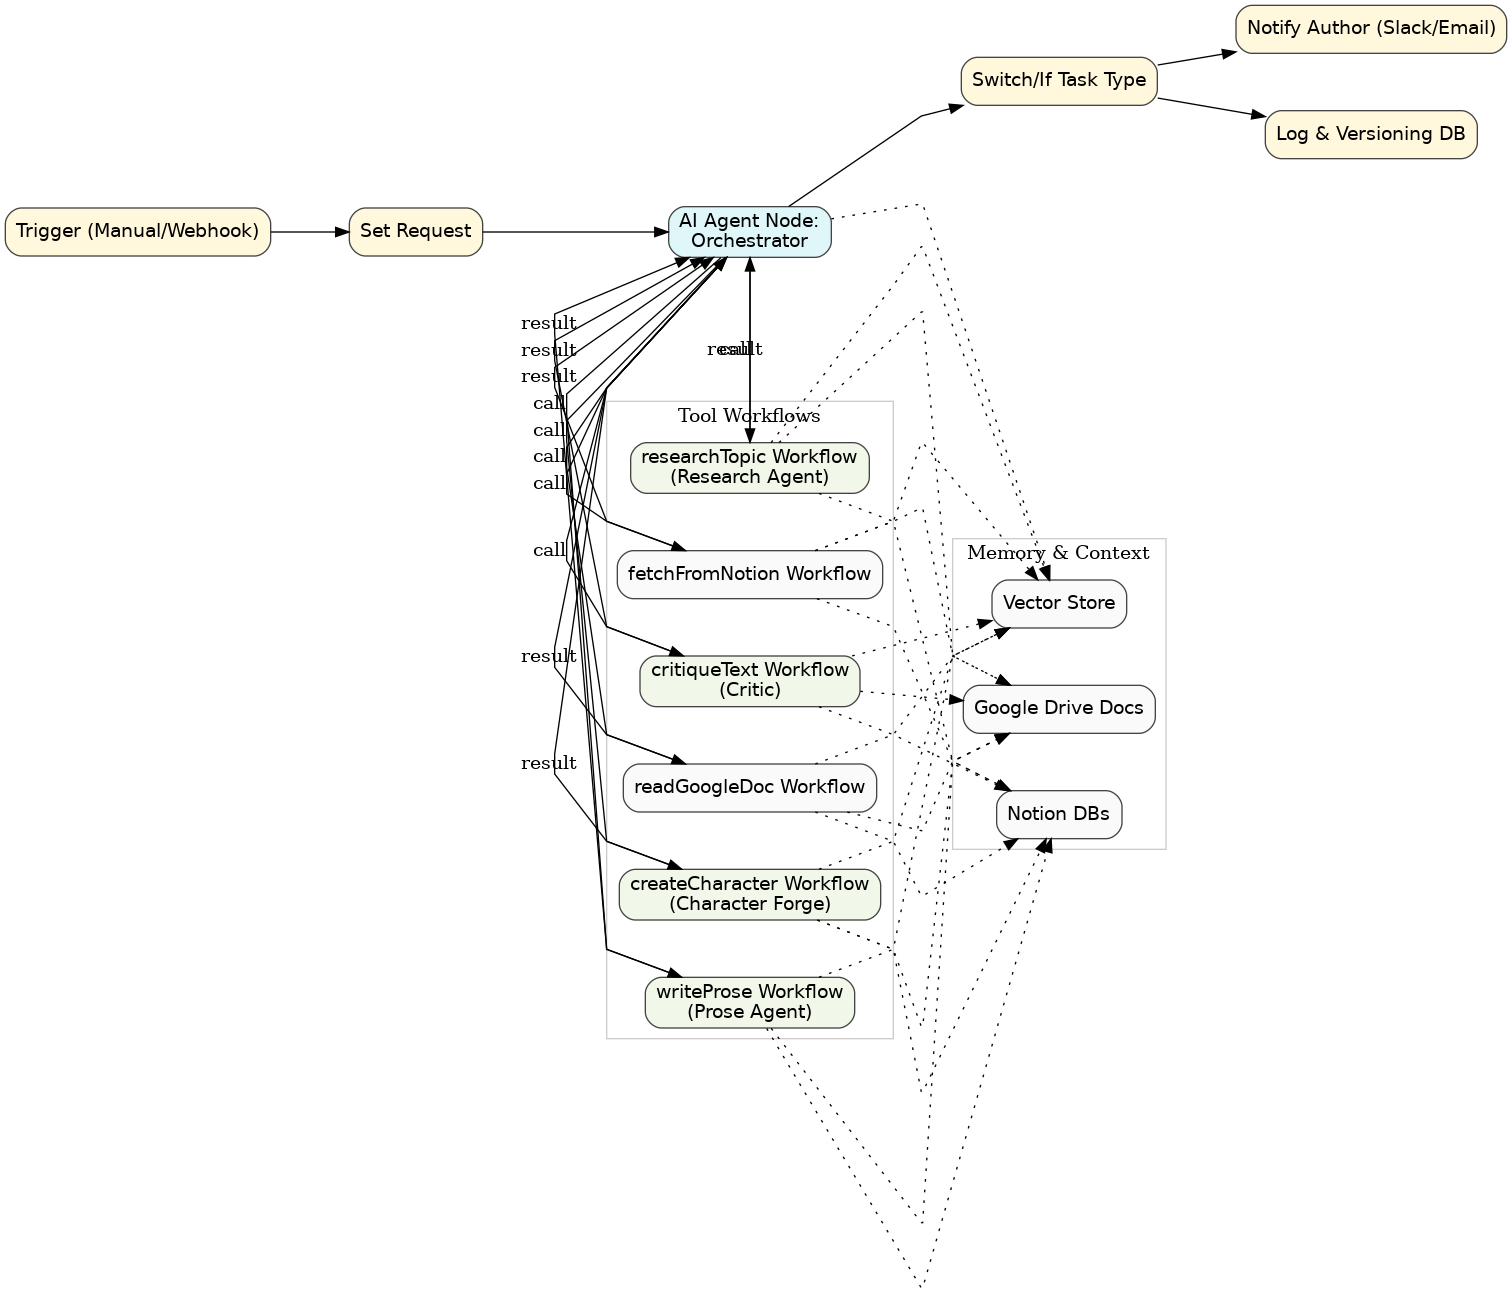 Notify Author (Slack/Email)
Switch/If Task Type
Log & Versioning DB
Trigger (Manual/Webhook)
Set Request
AI Agent Node:
Orchestrator
result
result
result
call
call
call
call
call
result
result
result
call
Tool Workflows
researchTopic Workflow
(Research Agent)
fetchFromNotion Workflow
critiqueText Workflow
(Critic)
readGoogleDoc Workflow
createCharacter Workflow
(Character Forge)
writeProse Workflow
(Prose Agent)
Memory & Context
Vector Store
Google Drive Docs
Notion DBs